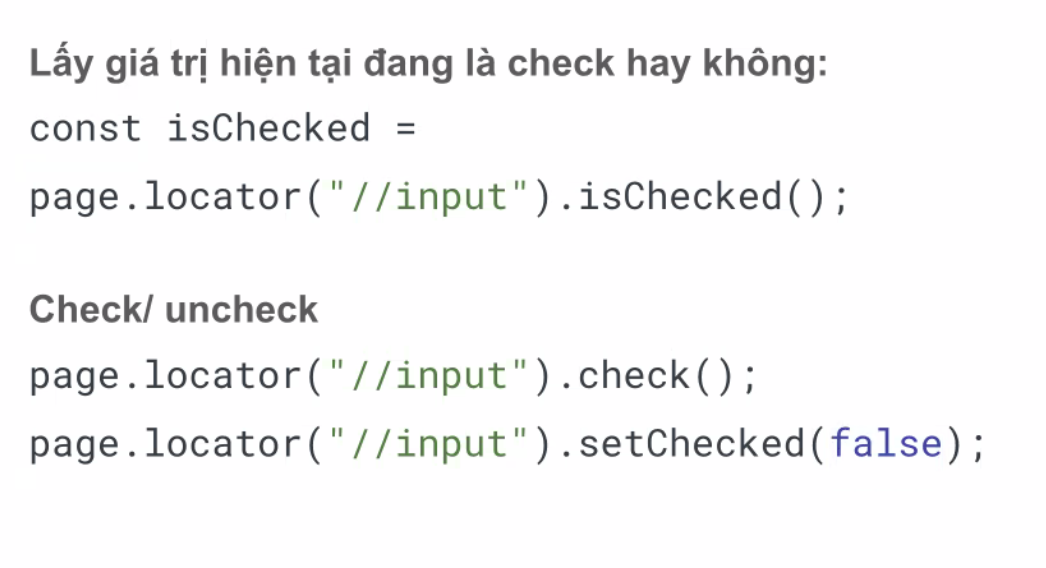 Lấy giá trị hiện tại đang là check hay không:
const isChecked =
page.locator("//input").isChecked();
Check/ uncheck
page.locator("//input").check();
page.locator("//input").setChecked(false);